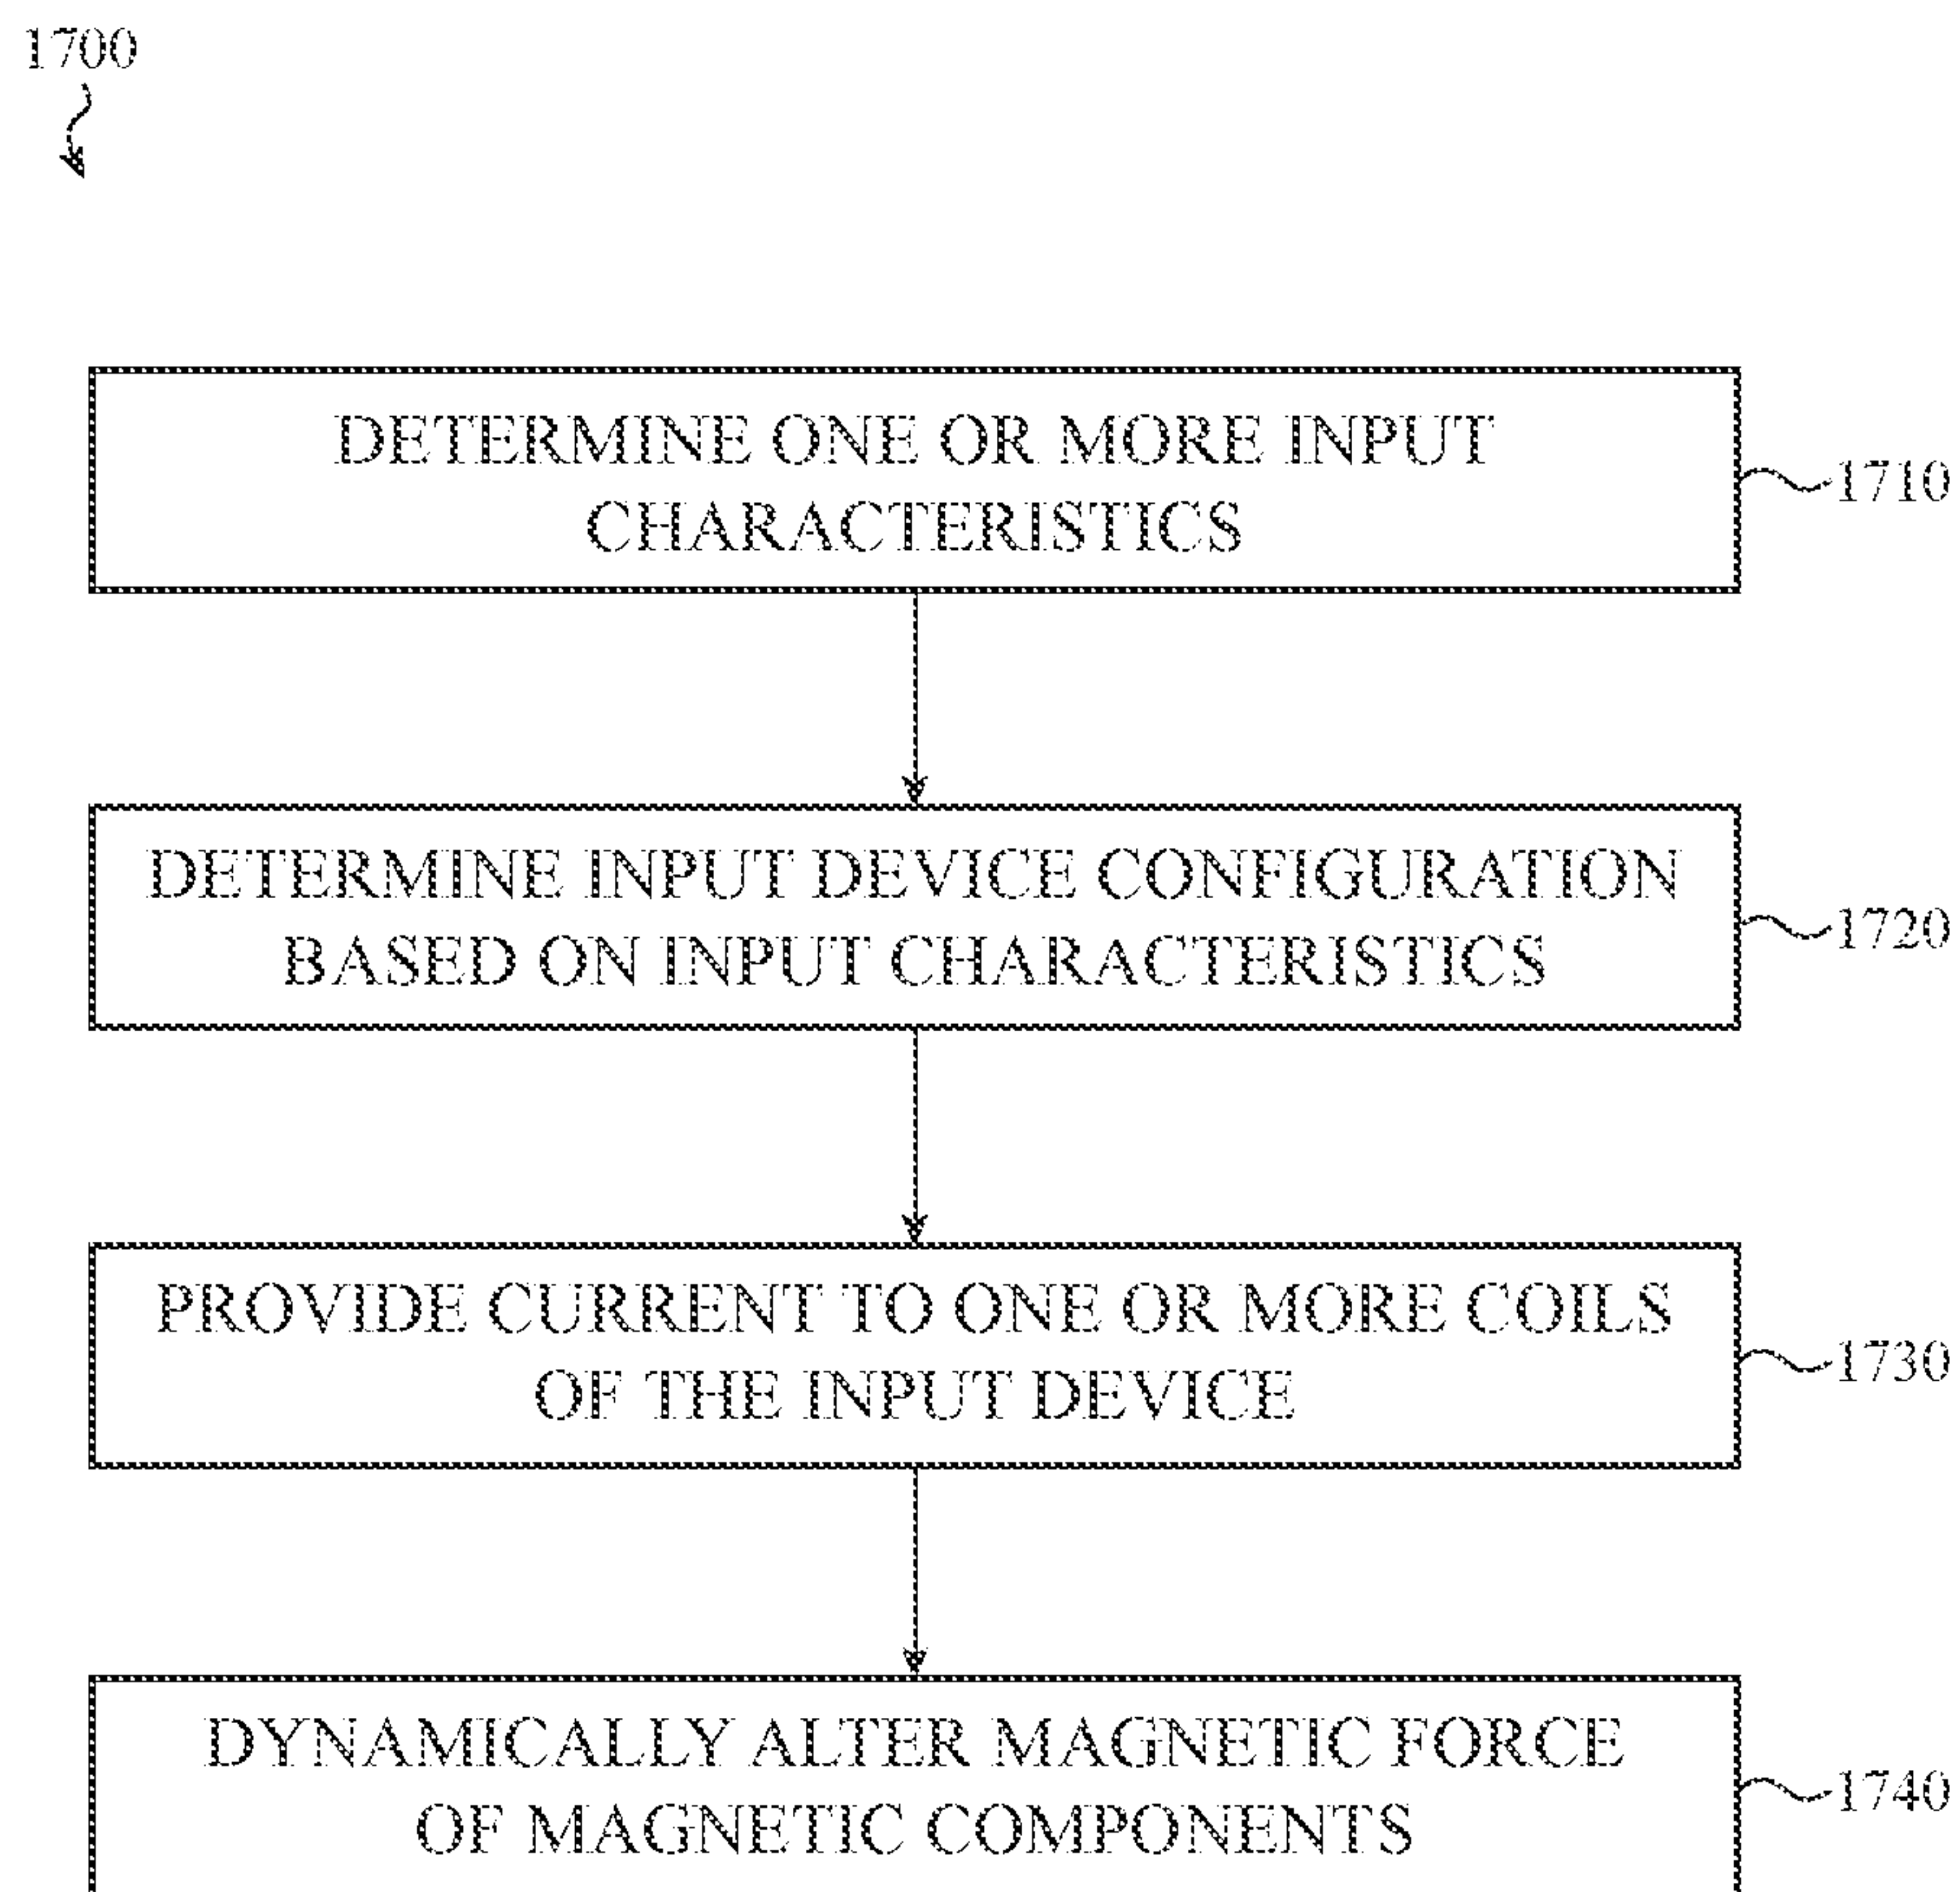 1700
DETERMINE ONE OR MORE INPUT
CHARACTERISTICS
1710
DETERMINE INPUT DEVICE CONFIGURATION
BASED ON INPUT CHARACTERISTICS
1720
PROVIDE CURRENT TO ONE OR MORE COILS
OF THE INPUT DEVICE
1730
DYNAMICALLY ALTER MAGNETIC FORCE
OF MAGNETIC COMPONENTS
1740